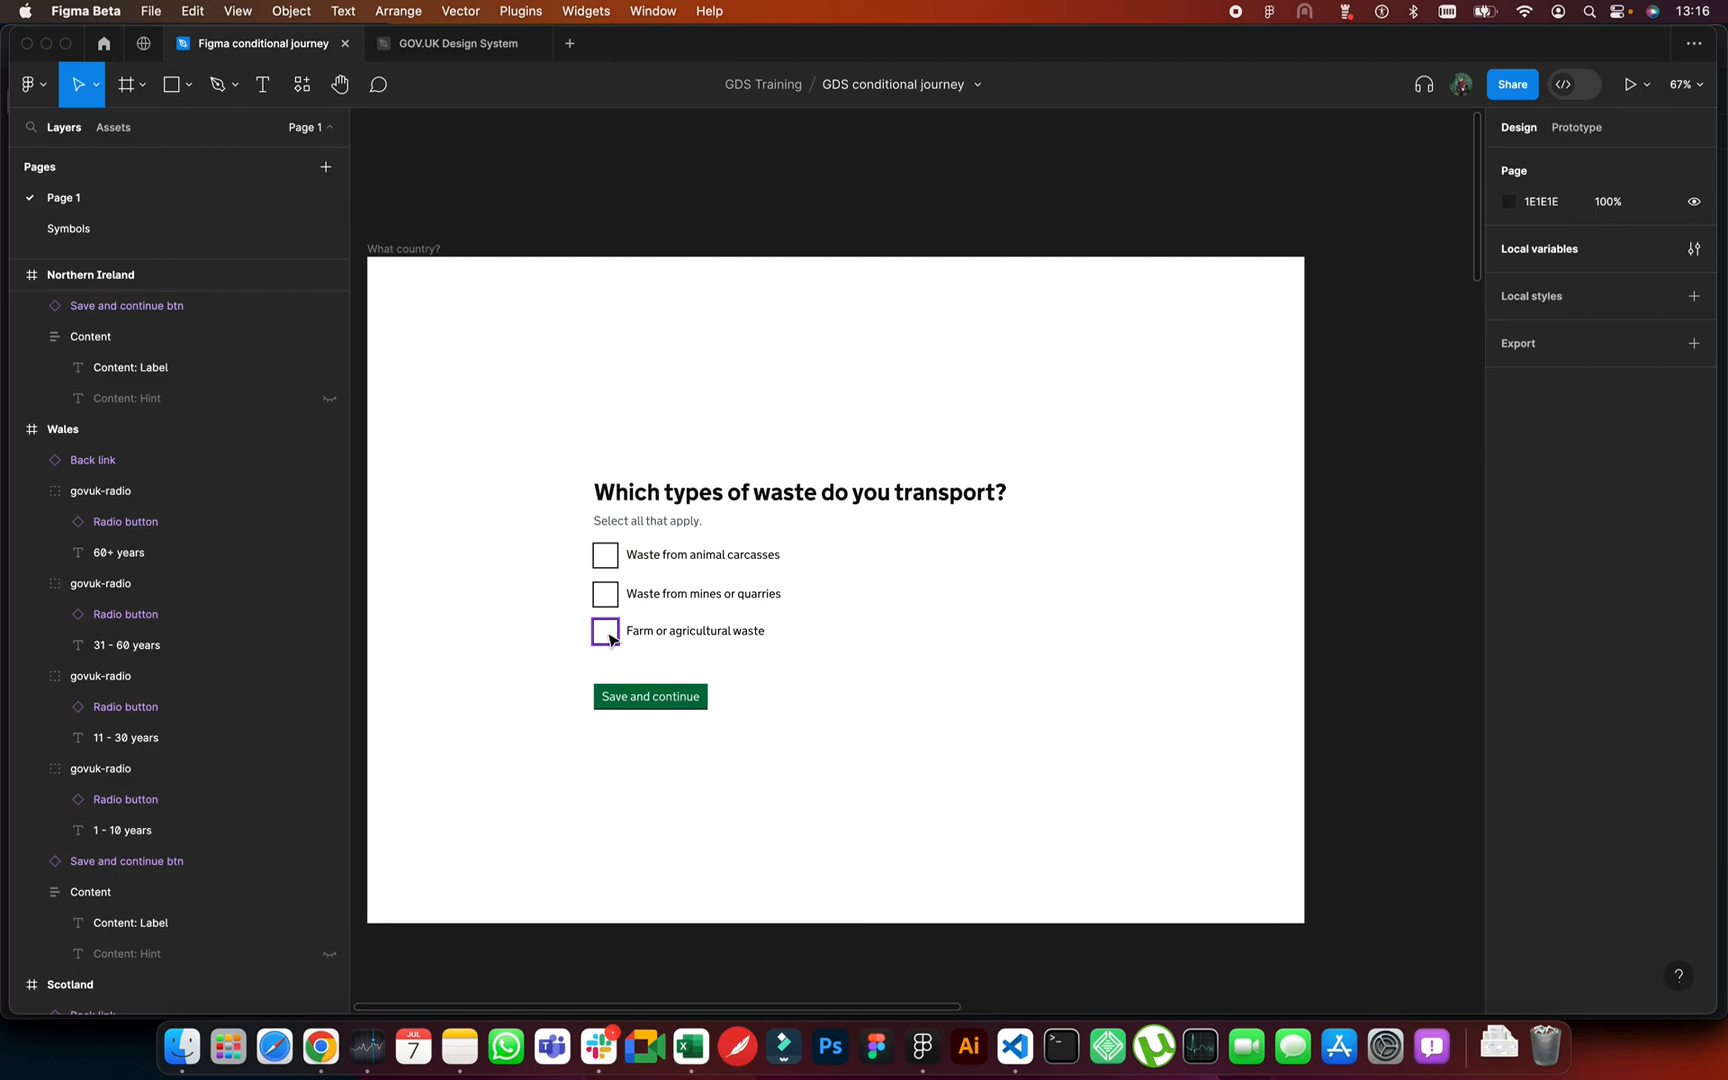 Figma Beta File Edit View Object Text Arrange Vector Plugins Widgets Window Help 13:16
Figma conditional journey GOV.UK Design System
GDS Training / GDS conditional journey Share 67%
Layers Assets Page 1
Pages
Page 1
Symbols
Northern Ireland
Save and continue btn
Content
Content: Label
Content: Hint
Wales
Back link
govuk-radio
Radio button
60+ years
govuk-radio
Radio button
31 - 60 years
govuk-radio
Radio button
11 - 30 years
govuk-radio
Radio button
1 - 10 years
Save and continue btn
Content
Content: Label
Content: Hint
Scotland
What country?
Which types of waste do you transport?
Select all that apply.
Waste from animal carcasses
Waste from mines or quarries
Farm or agricultural waste
Save and continue
Design Prototype
Page
1E1E1E 100%
Local variables
Local styles
Export
?
JUL
7
Ps
Ai